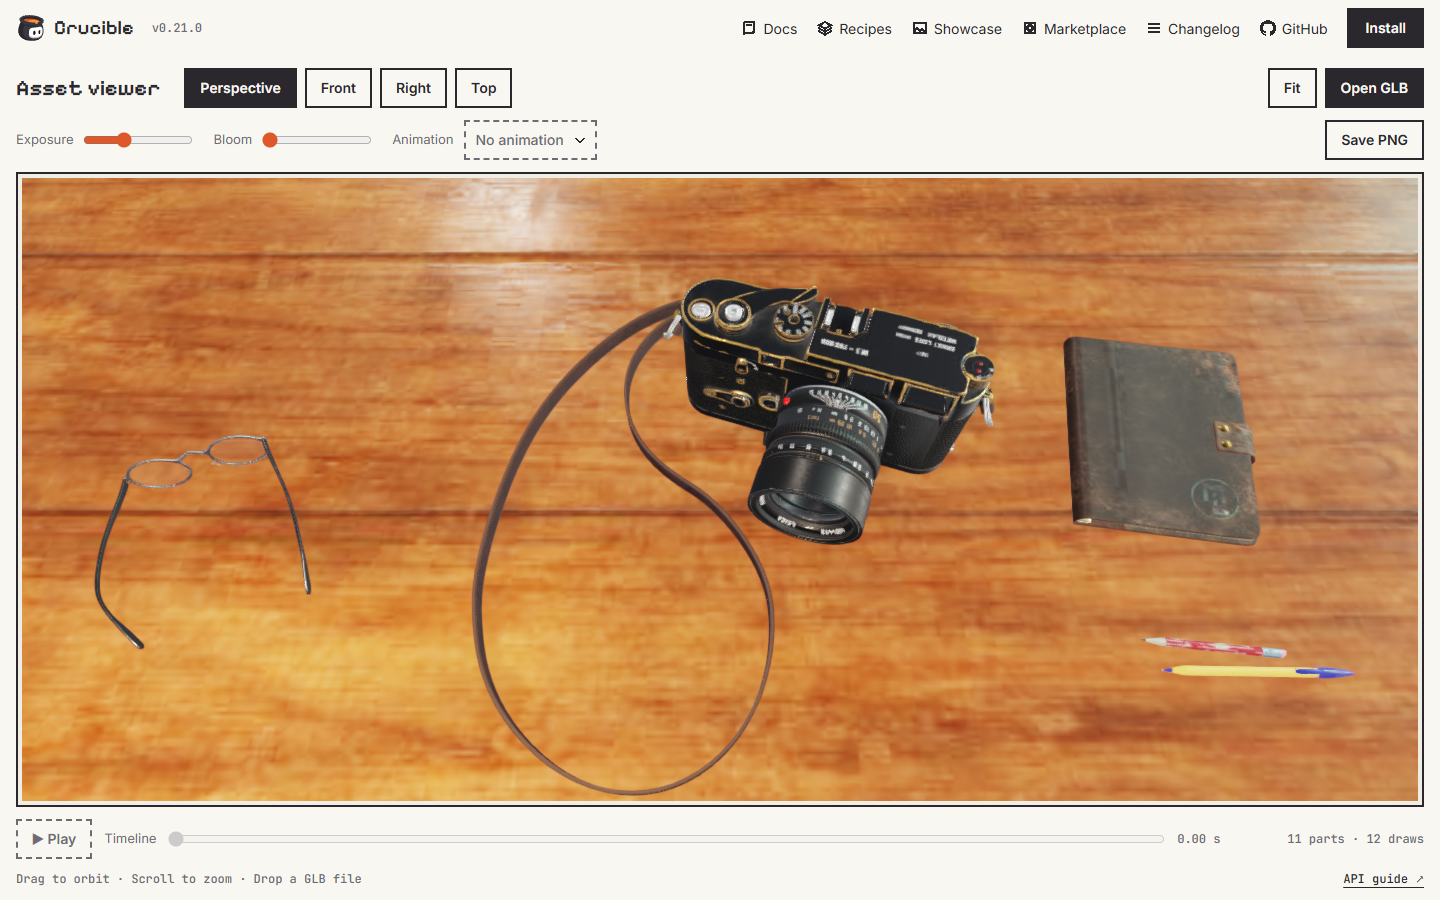 Crucible v0.21.0 Docs Recipes Showcase Marketplace Changelog GitHub Install
Asset viewer Perspective Front Right Top Fit Open GLB
Exposure Bloom Animation No animation Save PNG
Play Timeline 0.00 s 11 parts · 12 draws
Drag to orbit · Scroll to zoom · Drop a GLB file API guide ↗